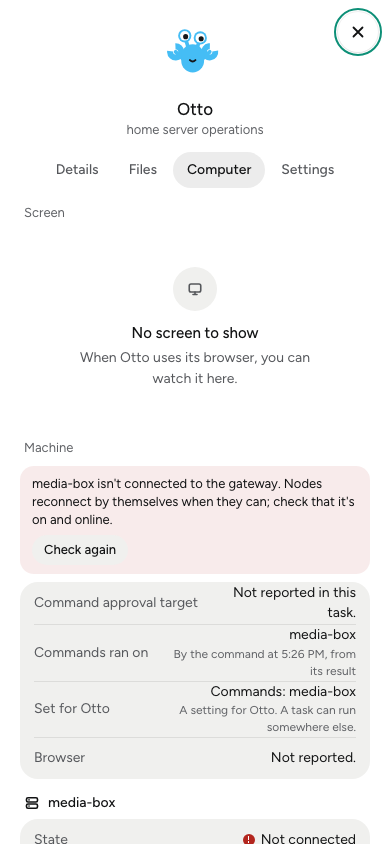 Otto
home server operations
Details Files Computer Settings
Screen
No screen to show
When Otto uses its browser, you can
watch it here.
Machine
media-box isn't connected to the gateway. Nodes
reconnect by themselves when they can; check that it's
on and online.
Check again
Command approval target Not reported in this
task.
Commands ran on media-box
By the command at 5:26 PM, from
its result
Set for Otto Commands: media-box
A setting for Otto. A task can run
somewhere else.
Browser Not reported.
media-box
State Not connected